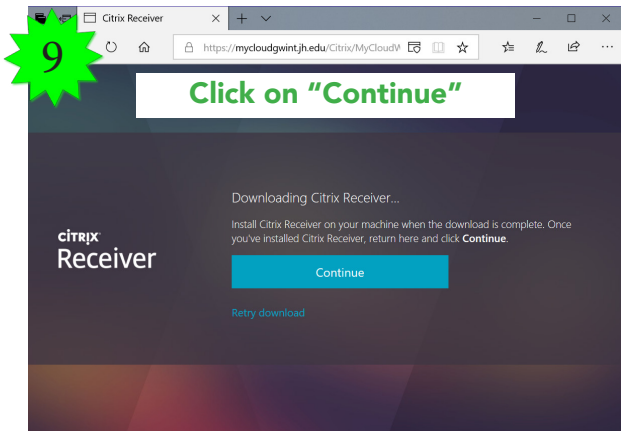 Citrix Receiver
9
https://mycloudgwint.jh.edu/Citrix/MyCloudW
Click on “Continue”
Downloading Citrix Receiver...
Install Citrix Receiver on your machine when the download is complete. Once
you've installed Citrix Receiver, return here and click Continue.
CITRIX
Receiver
Continue
Retry download